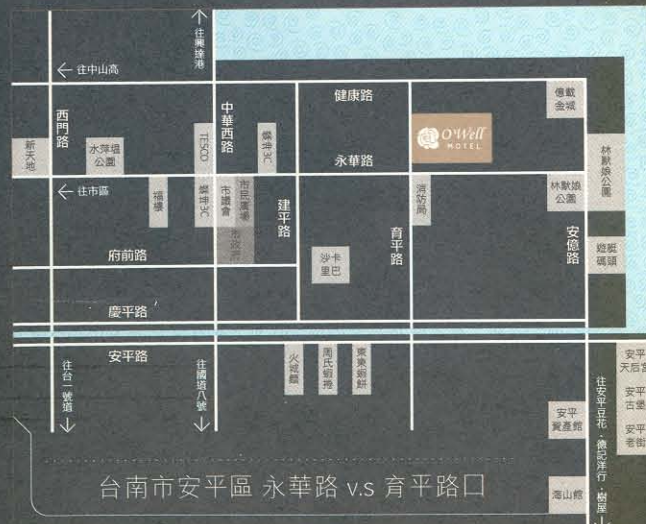 往興達港
← 往中山高
西門路
中華西路
健康路
億載
金城
新天地
水萍塭
公園
TESCO
燦坤3C
永華路
O'Well
MOTEL
林默娘公園
← 往市區
福樓
燦坤3C
市議會
市民廣場
市政府
建平路
消防局
育平路
林默娘
公園
安億路
府前路
沙卡
里巴
遊艇
碼頭
慶平路
安平路
往台一號道
往國道八號
火城麵
周氏蝦捲
東東蝦餅
安平
天后宮
安平
古堡
安平
老街
安平
資產館
往安平豆花．德記洋行．樹屋
海山館
台南市安平區 永華路 v.s 育平路口